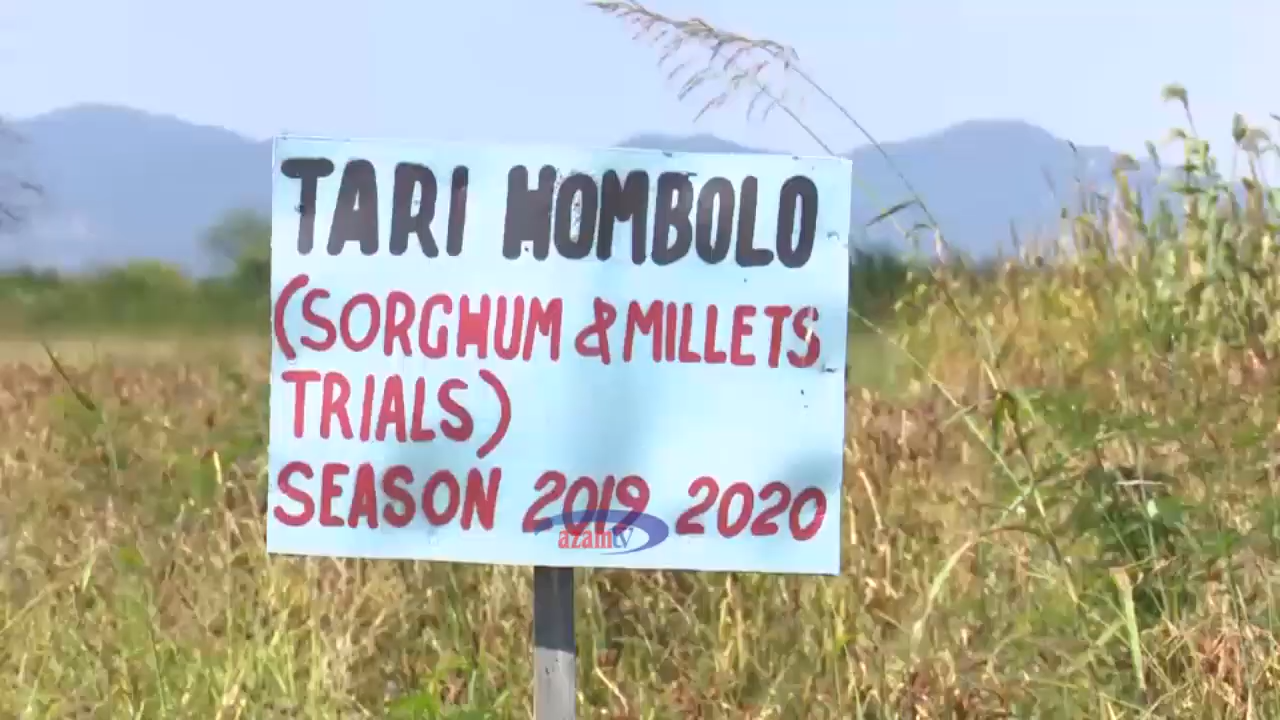 TARI HOMBOLO
(SORGHUM & MILLETS
TRIALS)
SEASON 2019 2020
azamtv